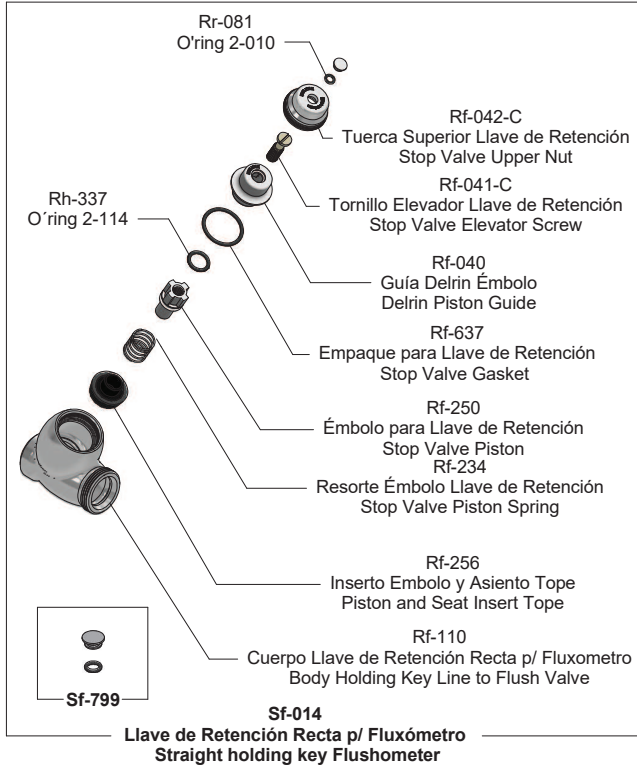 Rr-081
O'ring 2-010
Rf-042-C
Tuerca Superior Llave de Retención
Stop Valve Upper Nut
Rf-041-C
Tornillo Elevador Llave de Retención
Stop Valve Elevator Screw
Rh-337
O´ring 2-114
Rf-040
Guía Delrin Émbolo
Delrin Piston Guide
Rf-637
Empaque para Llave de Retención
Stop Valve Gasket
Rf-250
Émbolo para Llave de Retención
Stop Valve Piston
Rf-234
Resorte Émbolo Llave de Retención
Stop Valve Piston Spring
Rf-256
Inserto Embolo y Asiento Tope
Piston and Seat Insert Tope
Rf-110
Cuerpo Llave de Retención Recta p/ Fluxometro
Body Holding Key Line to Flush Valve
Sf-799
Sf-014
Llave de Retención Recta p/ Fluxómetro
Straight holding key Flushometer